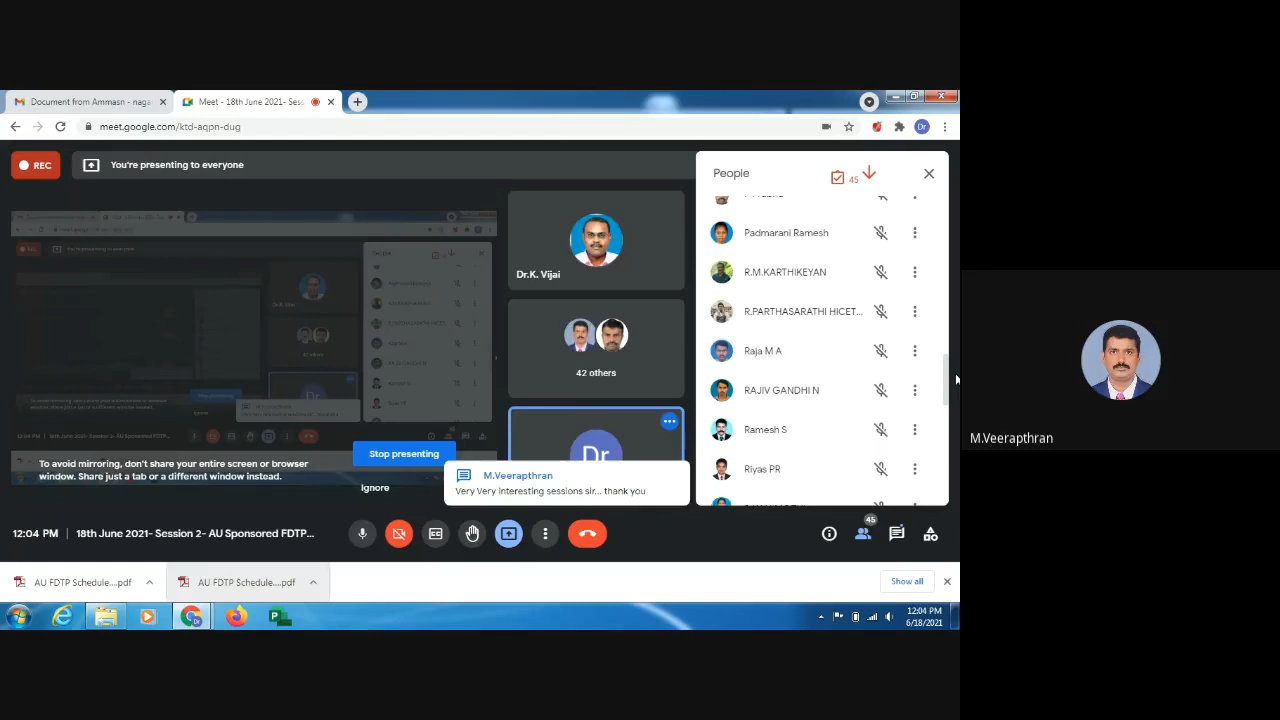 Document from Ammasn - naga
Meet - 18th June 2021- Sess
meet.google.com/ktd-aqpn-dug
Dr
REC
You're presenting to everyone
People
45
Padmarani Ramesh
R.M.KARTHIKEYAN
R.PARTHASARATHI HICET...
Raja M A
RAJIV GANDHI N
Ramesh S
Riyas PR
Dr.K. Vijai
42 others
Dr
To avoid mirroring, don't share your entire screen or browser
window. Share just a tab or a different window instead.
Stop presenting
Ignore
M.Veerapthran
Very Very interesting sessions sir... thank you
12:04 PM
18th June 2021- Session 2- AU Sponsored FDTP...
45
AU FDTP Schedule....pdf
AU FDTP Schedule....pdf
Show all
12:04 PM
6/18/2021
M.Veerapthran